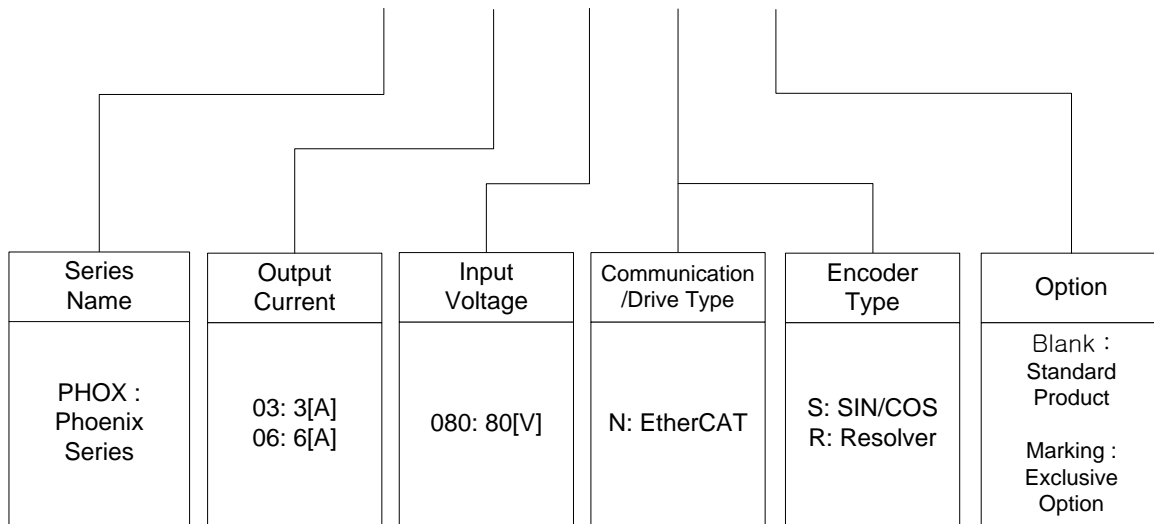 Series
Name
Output
Current
Input
Voltage
Communication
/Drive Type
Encoder
Type
Option
PHOX :
Phoenix
Series
03: 3[A]
06: 6[A]
080: 80[V]
N: EtherCAT
S: SIN/COS
R: Resolver
Blank :
Standard
Product
Marking :
Exclusive
Option